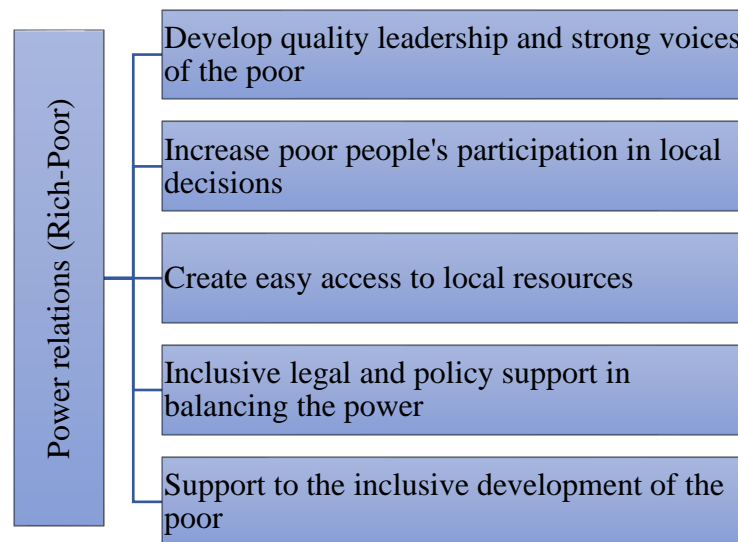 Power relations (Rich-Poor)
Develop quality leadership and strong voices
of the poor
Increase poor people's participation in local
decisions
Create easy access to local resources
Inclusive legal and policy support in
balancing the power
Support to the inclusive development of the
poor